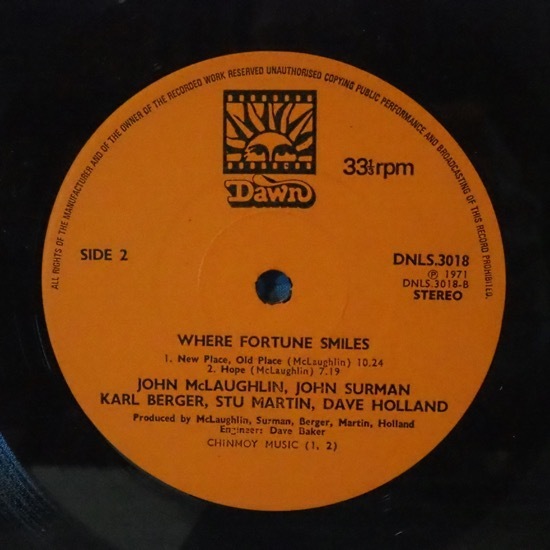 ALL RIGHTS OF THE MANUFACTURER AND OF THE OWNER OF THE RECORDED WORK RESERVED UNAUTHORISED COPYING PUBLIC PERFORMANCE AND BROADCASTING OF THIS RECORD PROHIBITED.
Dawn
33⅓rpm
SIDE 2
DNLS.3018
Ⓟ 1971
DNLS.3018-B
STEREO
WHERE FORTUNE SMILES
1. New Place, Old Place (McLaughlin) 10.24
2. Hope (McLaughlin) 7.19
JOHN McLAUGHLIN, JOHN SURMAN
KARL BERGER, STU MARTIN, DAVE HOLLAND
Produced by McLaughlin, Surman, Berger, Martin, Holland
Engineer: Dave Baker
CHINMOY MUSIC (1, 2)